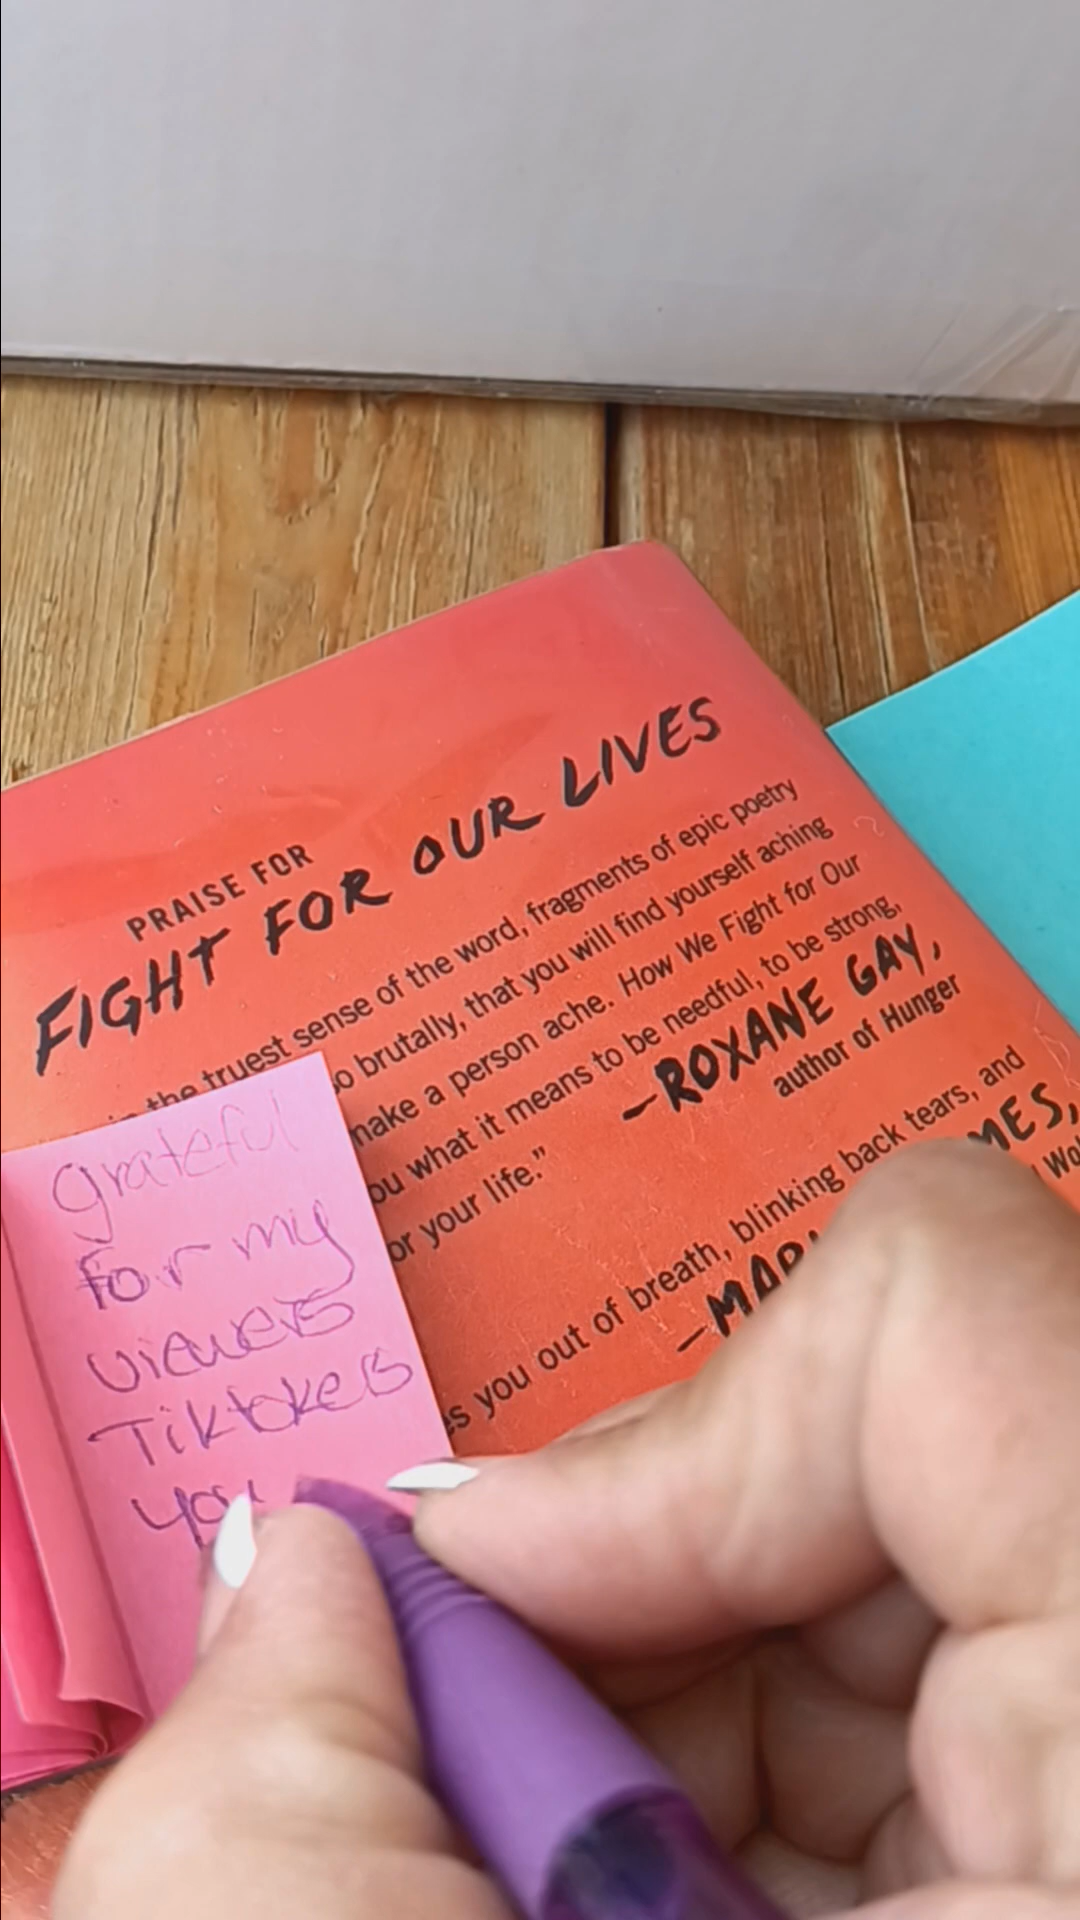 PRAISE FOR
FIGHT FOR OUR LIVES
the truest sense of the word, fragments of epic poetry
so brutally, that you will find yourself aching
make a person ache. How We Fight for Our
you what it means to be needful, to be strong,
or your life."
—ROXANE GAY,
author of Hunger
you out of breath, blinking back tears, and
grateful
for my
viewers
Tiktokers
you